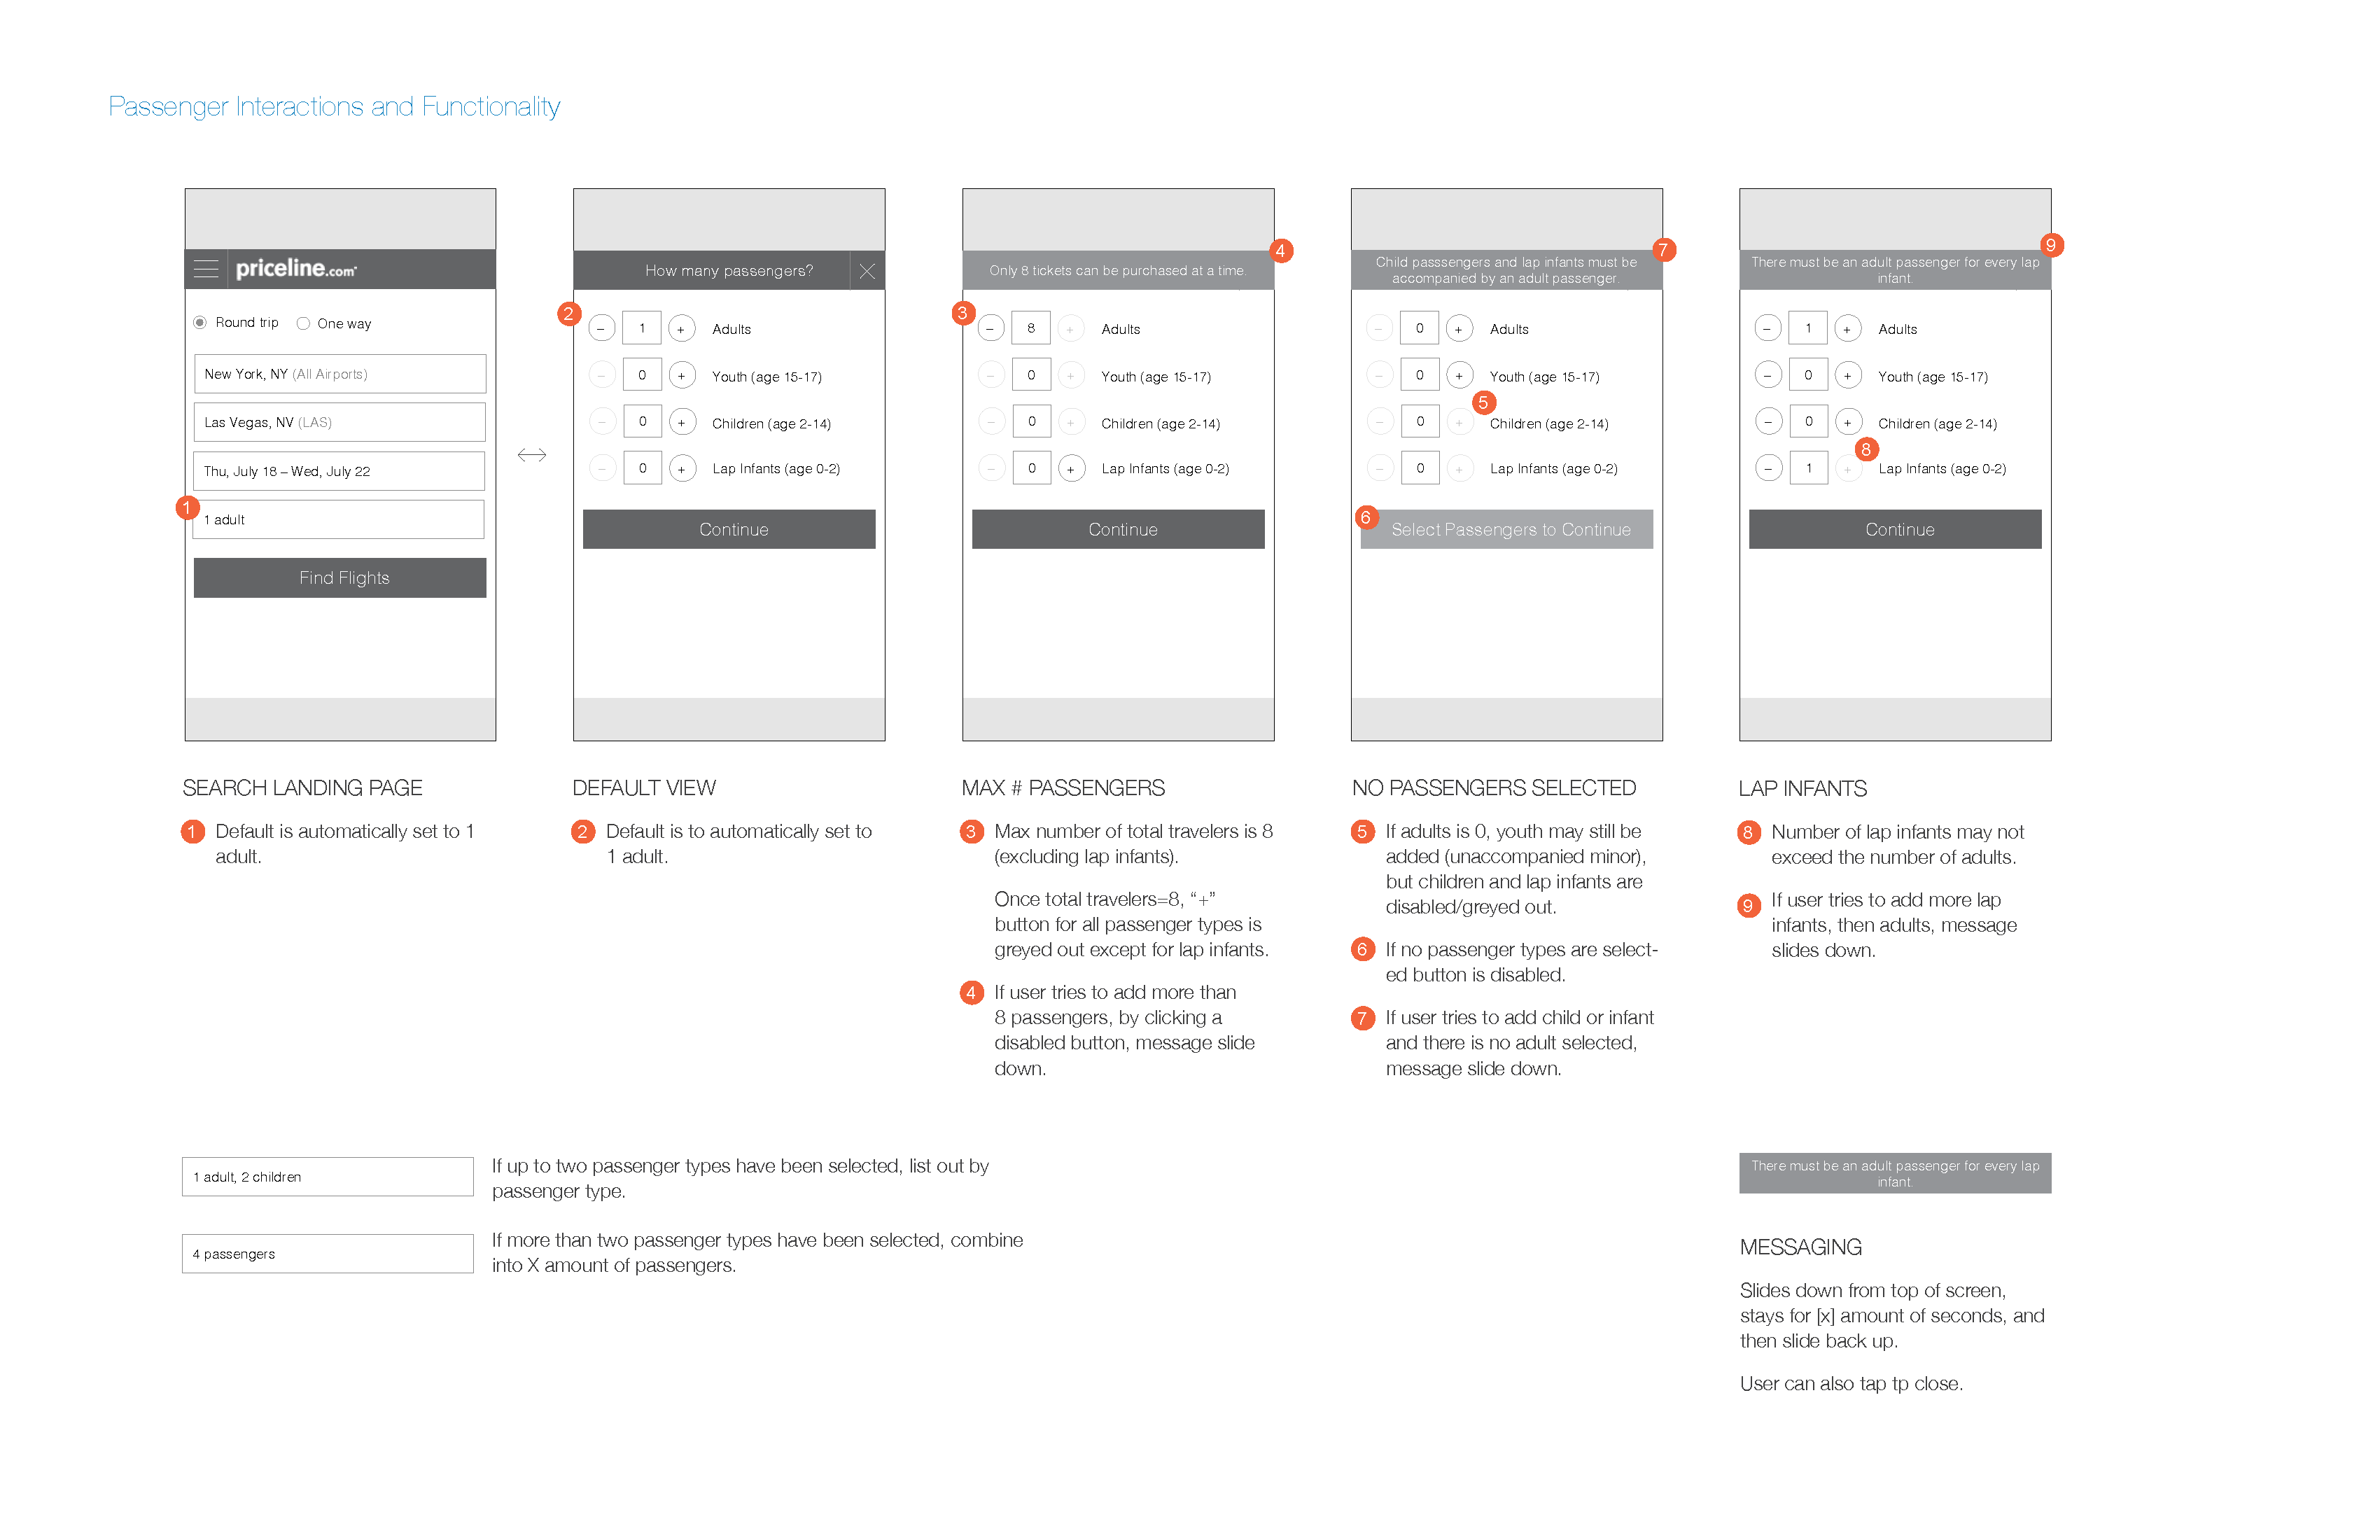 Passenger Interactions and Functionality
priceline.com
Round trip
One way
New York, NY (All Airports)
Las Vegas, NV (LAS)
Thu, July 18 – Wed, July 22
1
1 adult
Find Flights
How many passengers?
2
– 1 + Adults
– 0 + Youth (age 15-17)
– 0 + Children (age 2-14)
– 0 + Lap Infants (age 0-2)
Continue
4
Only 8 tickets can be purchased at a time.
3
– 8 + Adults
– 0 + Youth (age 15-17)
– 0 + Children (age 2-14)
– 0 + Lap Infants (age 0-2)
Continue
7
Child passsengers and lap infants must be
accompanied by an adult passenger.
– 0 + Adults
– 0 + Youth (age 15-17)
5
– 0 + Children (age 2-14)
– 0 + Lap Infants (age 0-2)
6
Select Passengers to Continue
9
There must be an adult passenger for every lap
infant.
– 1 + Adults
– 0 + Youth (age 15-17)
– 0 + Children (age 2-14)
8
– 1 + Lap Infants (age 0-2)
Continue
SEARCH LANDING PAGE
1 Default is automatically set to 1
adult.
DEFAULT VIEW
2 Default is to automatically set to
1 adult.
MAX # PASSENGERS
3 Max number of total travelers is 8
(excluding lap infants).
Once total travelers=8, “+”
button for all passenger types is
greyed out except for lap infants.
4 If user tries to add more than
8 passengers, by clicking a
disabled button, message slide
down.
NO PASSENGERS SELECTED
5 If adults is 0, youth may still be
added (unaccompanied minor),
but children and lap infants are
disabled/greyed out.
6 If no passenger types are select-
ed button is disabled.
7 If user tries to add child or infant
and there is no adult selected,
message slide down.
LAP INFANTS
8 Number of lap infants may not
exceed the number of adults.
9 If user tries to add more lap
infants, then adults, message
slides down.
1 adult, 2 children
If up to two passenger types have been selected, list out by
passenger type.
4 passengers
If more than two passenger types have been selected, combine
into X amount of passengers.
There must be an adult passenger for every lap
infant.
MESSAGING
Slides down from top of screen,
stays for [x] amount of seconds, and
then slide back up.
User can also tap tp close.